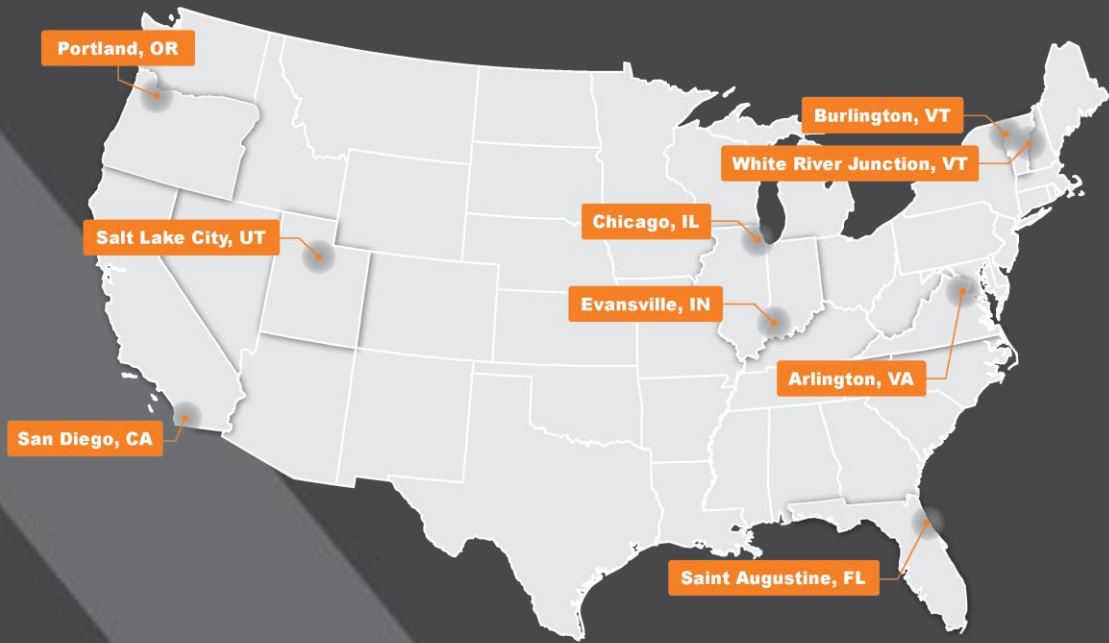 Portland, OR
Burlington, VT
White River Junction, VT
Chicago, IL
Salt Lake City, UT
Evansville, IN
Arlington, VA
San Diego, CA
Saint Augustine, FL